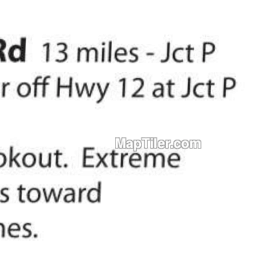 Rd 13 miles - Jct P
r off Hwy 12 at Jct P
MapTiler.com
okout. Extreme
s toward
nes.